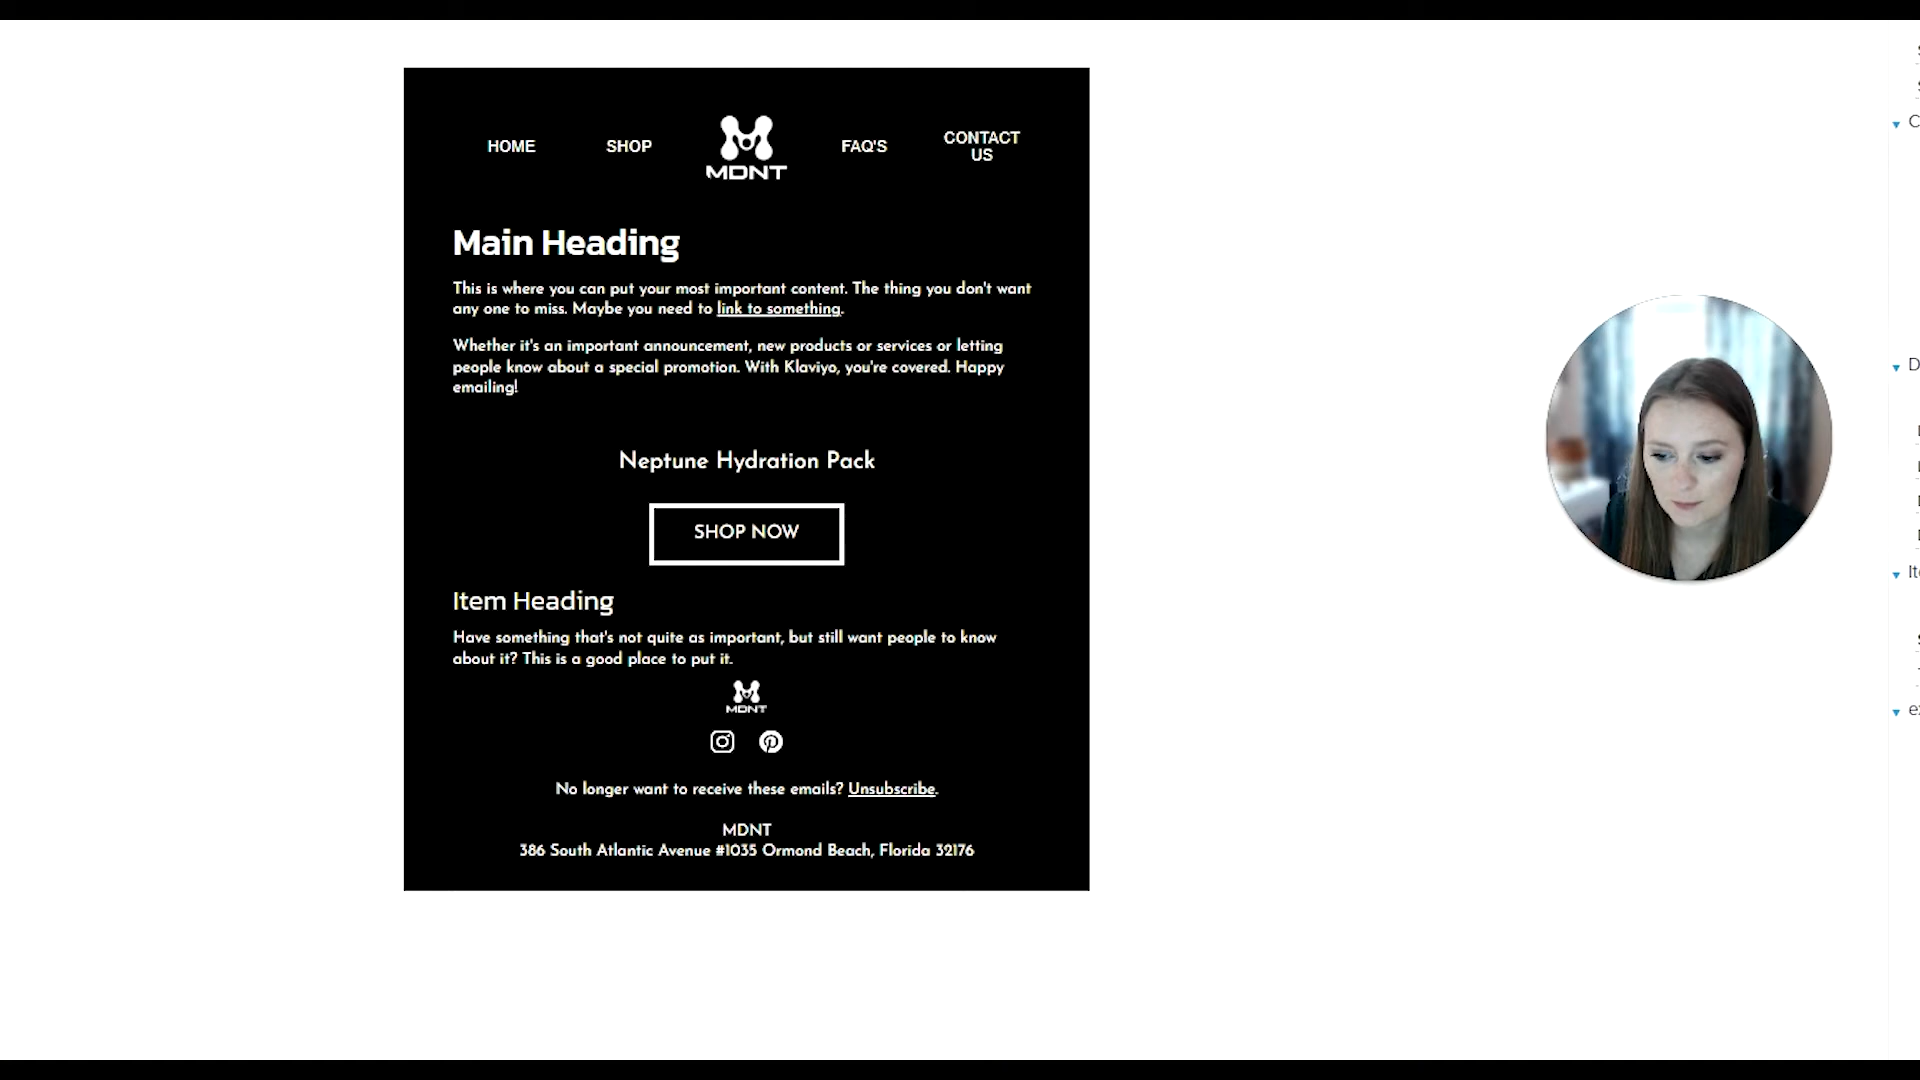 HOME
SHOP
MDNT
FAQ'S
CONTACT
US
Main Heading
This is where you can put your most important content. The thing you don't want
any one to miss. Maybe you need to link to something.
Whether it's an important announcement, new products or services or letting
people know about a special promotion. With Klaviyo, you're covered. Happy
emailing!
Neptune Hydration Pack
SHOP NOW
Item Heading
Have something that's not quite as important, but still want people to know
about it? This is a good place to put it.
MDNT
No longer want to receive these emails? Unsubscribe.
MDNT
386 South Atlantic Avenue #1035 Ormond Beach, Florida 32176